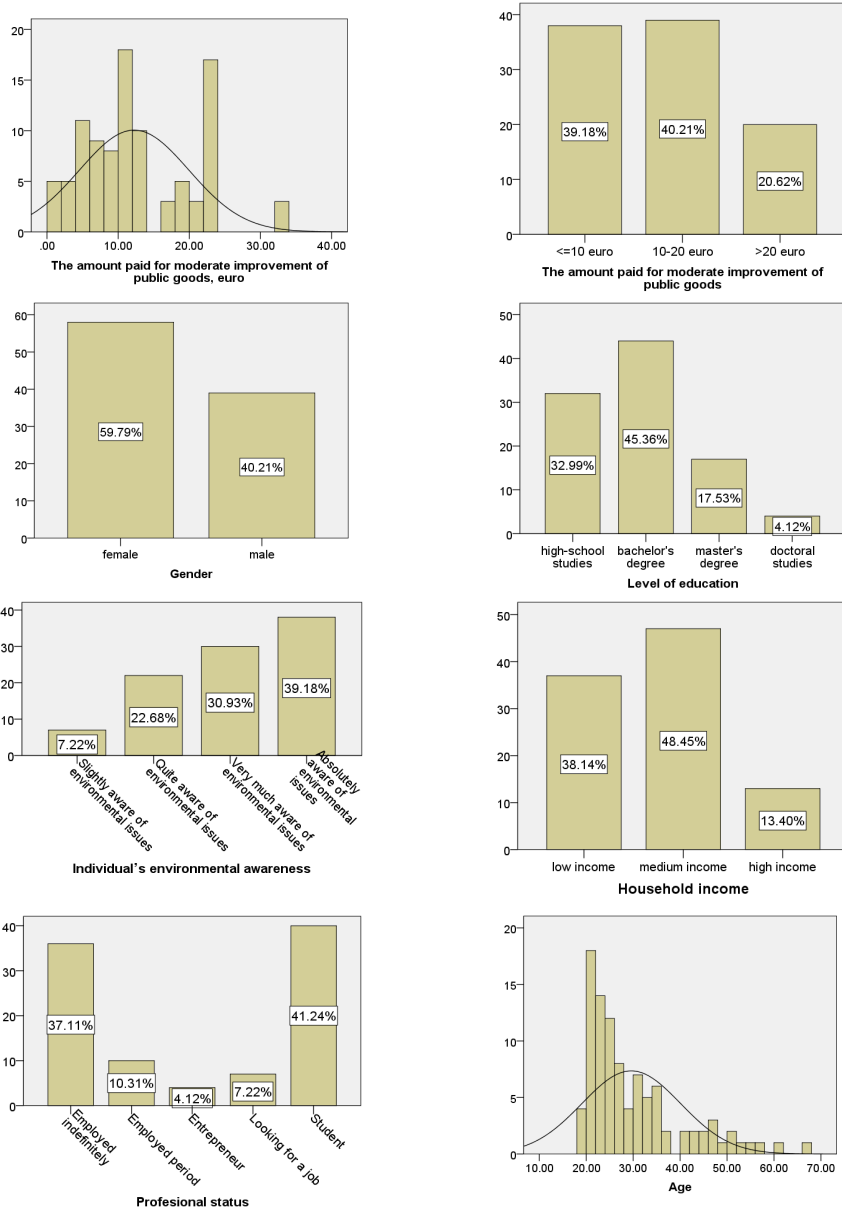 20
15
10
5
0
.00 10.00 20.00 30.00 40.00
The amount paid for moderate improvement of
public goods, euro
40
30
20
10
0
39.18%
40.21%
20.62%
<=10 euro 10-20 euro >20 euro
The amount paid for moderate improvement of
public goods
60
50
40
30
20
10
0
59.79%
40.21%
female male
Gender
50
40
30
20
10
0
32.99%
45.36%
17.53%
4.12%
high-school
studies
bachelor's
degree
master's
degree
doctoral
studies
Level of education
40
30
20
10
0
7.22%
22.68%
30.93%
39.18%
Slightly aware of
environmental issues
Quite aware of
environmental issues
Very much aware of
environmental issues
Absolutely
aware of
environmental
issues
Individual's environmental awareness
50
40
30
20
10
0
38.14%
48.45%
13.40%
low income medium income high income
Household income
40
30
20
10
0
37.11%
10.31%
4.12%
7.22%
41.24%
Employed
indefinitely
Employed period
Entrepreneur
Looking for a job
Student
Profesional status
20
15
10
5
0
10.00 20.00 30.00 40.00 50.00 60.00 70.00
Age